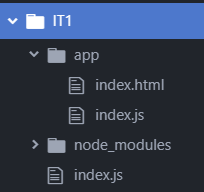 IT1
app
index.html
index.js
node_modules
index.js